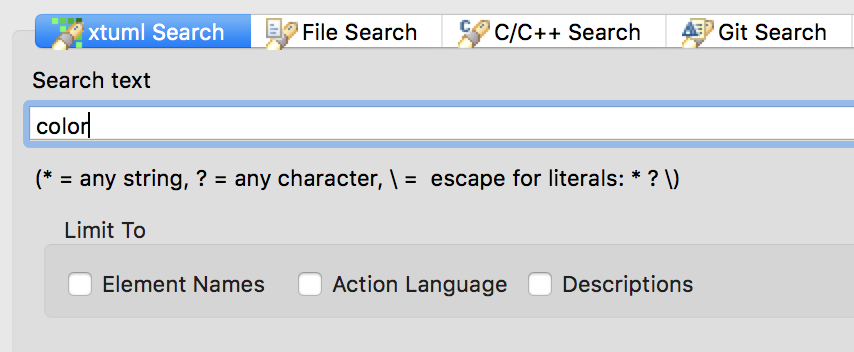 xtuml Search File Search C/C++ Search Git Search
Search text
color
(* = any string, ? = any character, \ =  escape for literals: * ? \)
Limit To
Element Names Action Language Descriptions